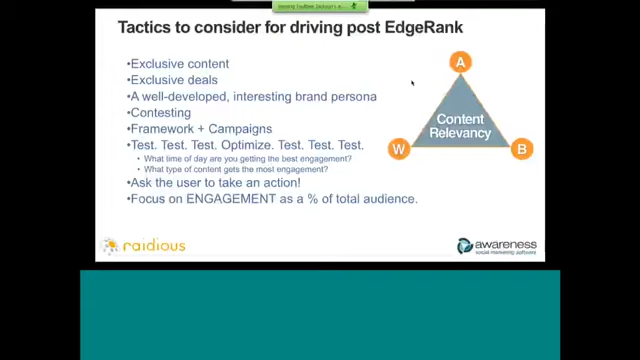 Tactics to consider for driving post EdgeRank
•Exclusive content
•Exclusive deals
•A well-developed, interesting brand persona
•Contesting
•Framework + Campaigns
•Test. Test. Test. Optimize. Test. Test. Test.
• What time of day are you getting the best engagement?
• What type of content gets the most engagement?
•Ask the user to take an action!
•Focus on ENGAGEMENT as a % of total audience.
A
Content
Relevancy
W
B
raidious
awareness
social marketing software